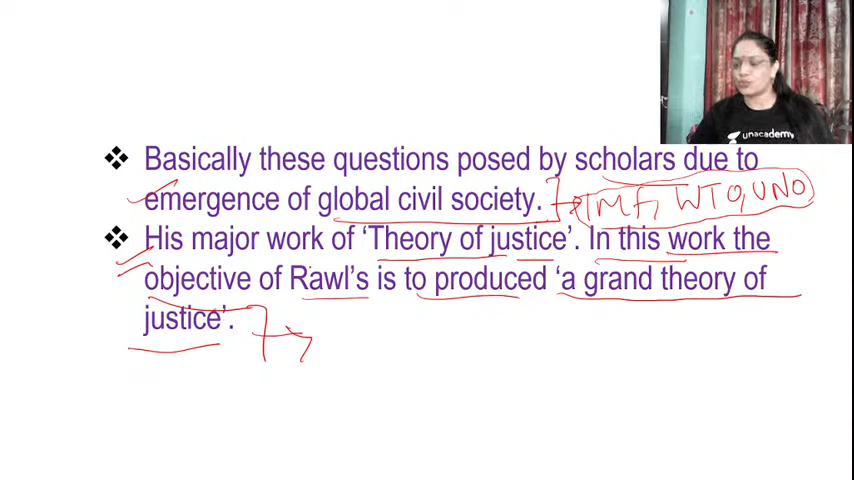 unacademy
❖ Basically these questions posed by scholars due to
emergence of global civil society.
IMF, WTO, UNO
❖ His major work of ‘Theory of justice’. In this work the
objective of Rawl’s is to produced ‘a grand theory of
justice’.